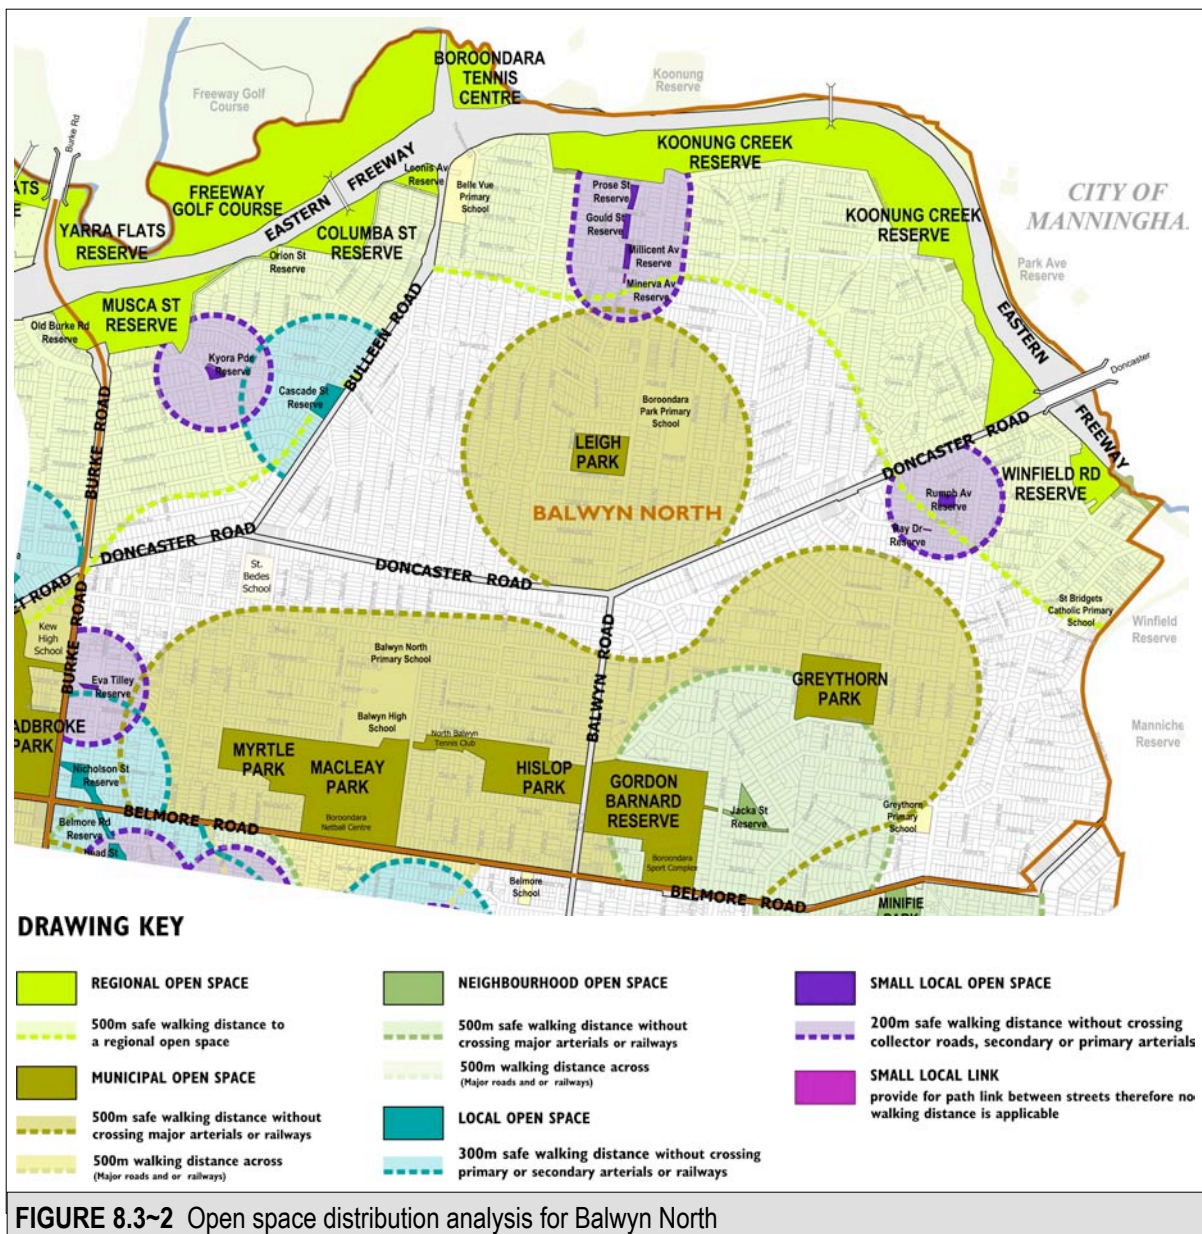 BOROONDARA
TENNIS
CENTRE
Koonung
Reserve
Freeway Golf
Course
Burke Rd
KOONUNG CREEK
RESERVE
Leonis Av
Reserve
Belle Vue
Primary
School
Prose St
Reserve
Gould St
Reserve
Millicent Av
Reserve
Minerva Av
Reserve
CITY OF
MANNINGHA
KOONUNG CREEK
RESERVE
Park Ave
Reserve
FREEWAY
GOLF COURSE
EASTERN
FREEWAY
YARRA FLATS
RESERVE
COLUMBA ST
RESERVE
Orion St
Reserve
MUSCA ST
RESERVE
Old Burke Rd
Reserve
Kyora Pde
Reserve
Cascade St
Reserve
BULLEEN ROAD
EASTERN
FREEWAY
Doncaster
BURKE ROAD
Boroondara
Park Primary
School
LEIGH
PARK
BALWYN NORTH
DONCASTER ROAD
WINFIELD RD
RESERVE
Rumph Av
Reserve
Ray Dr
Reserve
DONCASTER ROAD
DONCASTER ROAD
St.
Bedes
School
St Bridgets
Catholic Primary
School
Winfield
Reserve
Kew
High
School
BURKE ROAD
Eva Tilley
Reserve
Balwyn North
Primary School
BALWYN ROAD
GREYTHORN
PARK
Balwyn High
School
North Balwyn
Tennis Club
MYRTLE
PARK
MACLEAY
PARK
Boroondara
Netball Centre
HISLOP
PARK
GORDON
BARNARD
RESERVE
Boroondara
Sport Complex
Jacka St
Reserve
Greythorn
Primary
School
Manniche
Reserve
ADBROKE
PARK
Nicholson St
Reserve
Belmore Rd
Reserve
BELMORE ROAD
Belmore
School
BELMORE ROAD
MINIFIE
DRAWING KEY
REGIONAL OPEN SPACE
500m safe walking distance to
a regional open space
MUNICIPAL OPEN SPACE
500m safe walking distance without
crossing major arterials or railways
500m walking distance across
(Major roads and or railways)
NEIGHBOURHOOD OPEN SPACE
500m safe walking distance without
crossing major arterials or railways
500m walking distance across
(Major roads and or railways)
LOCAL OPEN SPACE
300m safe walking distance without crossing
primary or secondary arterials or railways
SMALL LOCAL OPEN SPACE
200m safe walking distance without crossing
collector roads, secondary or primary arterials
SMALL LOCAL LINK
provide for path link between streets therefore no
walking distance is applicable
FIGURE 8.3~2 Open space distribution analysis for Balwyn North